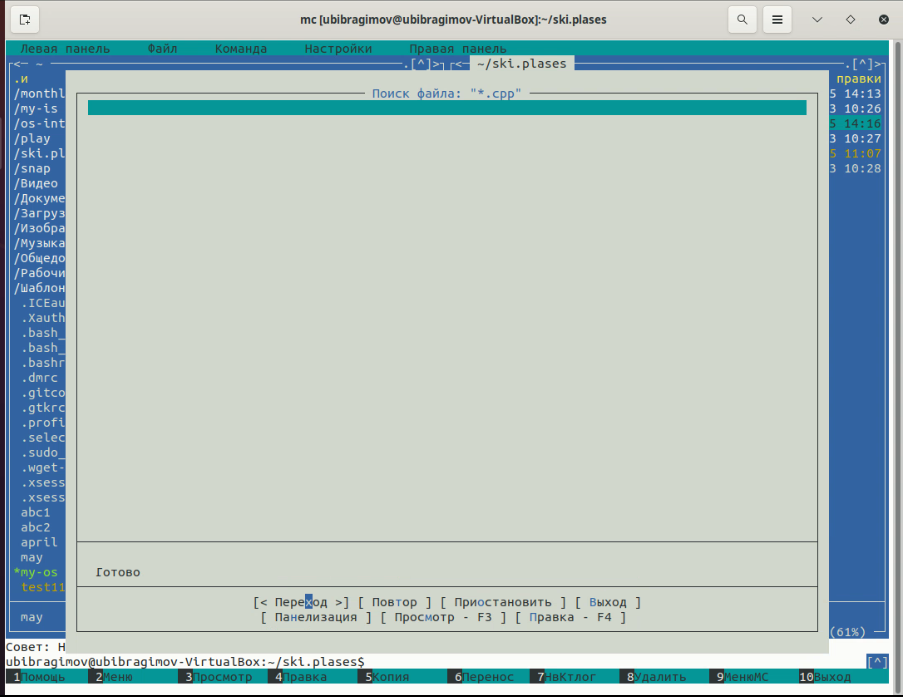 mc [ubibragimov@ubibragimov-VirtualBox]:~/ski.plases
Левая панель Файл Команда Настройки Правая панель
<─ ~ .[^]> <─ ~/ski.plases .[^]>
.и правки
/monthl 5 14:13
/my-is 3 10:26
/os-int 5 14:16
/play 3 10:27
/ski.pl 5 11:07
/snap 3 10:28
/Видео
/Докуме
/Загруз
/Изобра
/Музыка
/Общедо
/Рабочи
/Шаблон
.ICEau
.Xauth
.bash_
.bash_
.bashr
.dmrc
.gitco
.gtkrc
.profi
.selec
.sudo_
.wget-
.xsess
.xsess
abc1
abc2
april
may
*my-os
test11
may
(61%)
Поиск файла: "*.cpp"
Готово
[< Переход >] [ Повтор ] [ Приостановить ] [ Выход ]
[ Панелизация ] [ Просмотр - F3 ] [ Правка - F4 ]
Совет: Н
ubibragimov@ubibragimov-VirtualBox:~/ski.plases$ [^]
1Помощь 2Меню 3Просмотр 4Правка 5Копия 6Перенос 7НвКтлог 8Удалить 9МенюМС 10Выход